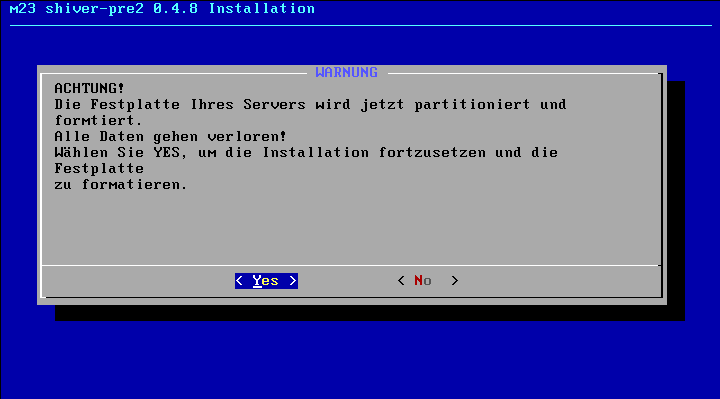 m23 shiver-pre2 0.4.8 Installation
WARNUNG
ACHTUNG!
Die Festplatte Ihres Servers wird jetzt partitioniert und
formtiert.
Alle Daten gehen verloren!
Wählen Sie YES, um die Installation fortzusetzen und die
Festplatte
zu formatieren.
< Yes > < No >